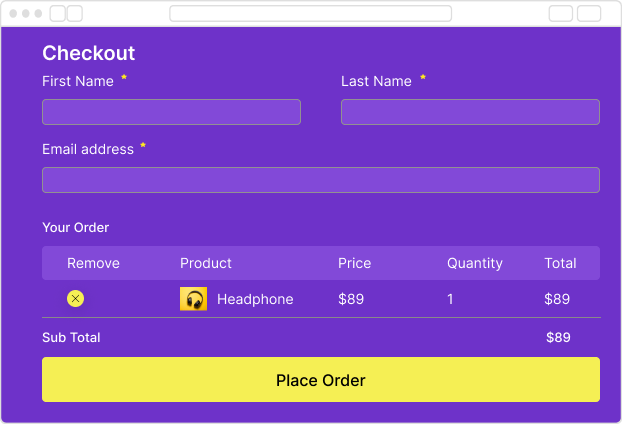 Checkout
First Name * Last Name *
Email address *
Your Order
Remove Product Price Quantity Total
Headphone $89 1 $89
Sub Total $89
Place Order